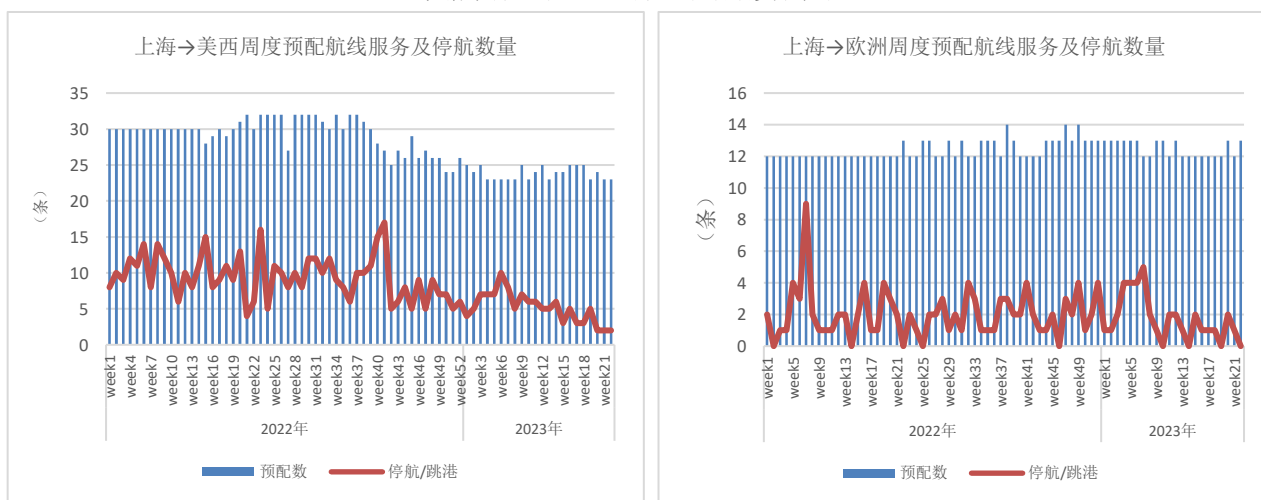 上海→美西周度预配航线服务及停航数量
35
30
25
20
15
10
5
0
（条）
week1
week4
week7
week10
week13
week16
week19
week22
week25
week28
week31
week34
week37
week40
week43
week46
week49
week52
week3
week6
week9
week12
week15
week18
week21
2022年
2023年
预配数
停航/跳港
上海→欧洲周度预配航线服务及停航数量
16
14
12
10
8
6
4
2
0
（条）
week1
week5
week9
week13
week17
week21
week25
week29
week33
week37
week41
week45
week49
week1
week5
week9
week13
week17
week21
2022年
2023年
预配数
停航/跳港